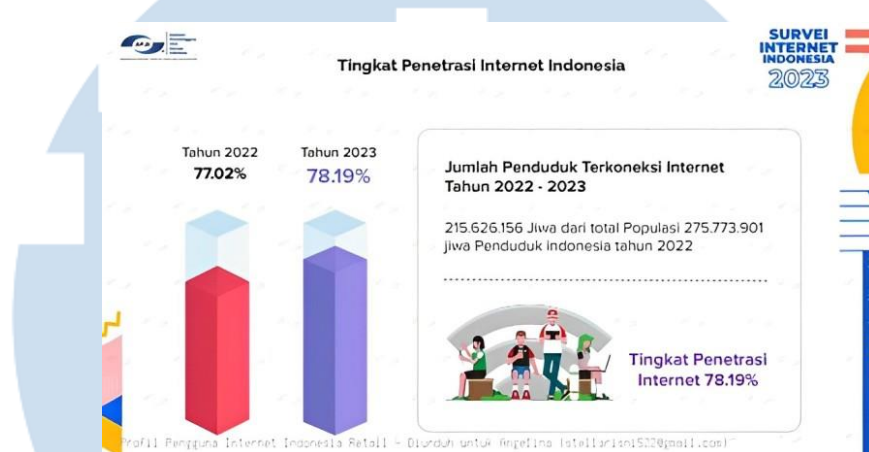 SURVEI
INTERNET
INDONESIA
2023
Tingkat Penetrasi Internet Indonesia
Tahun 2022
77.02%
Tahun 2023
78.19%
Jumlah Penduduk Terkoneksi Internet
Tahun 2022 - 2023
215.626.156 Jiwa dari total Populasi 275.773.901
jiwa Penduduk indonesia tahun 2022
Tingkat Penetrasi
Internet 78.19%
Profil Pengguna Internet Indonesia Retail - Diunduh untuk Angelina